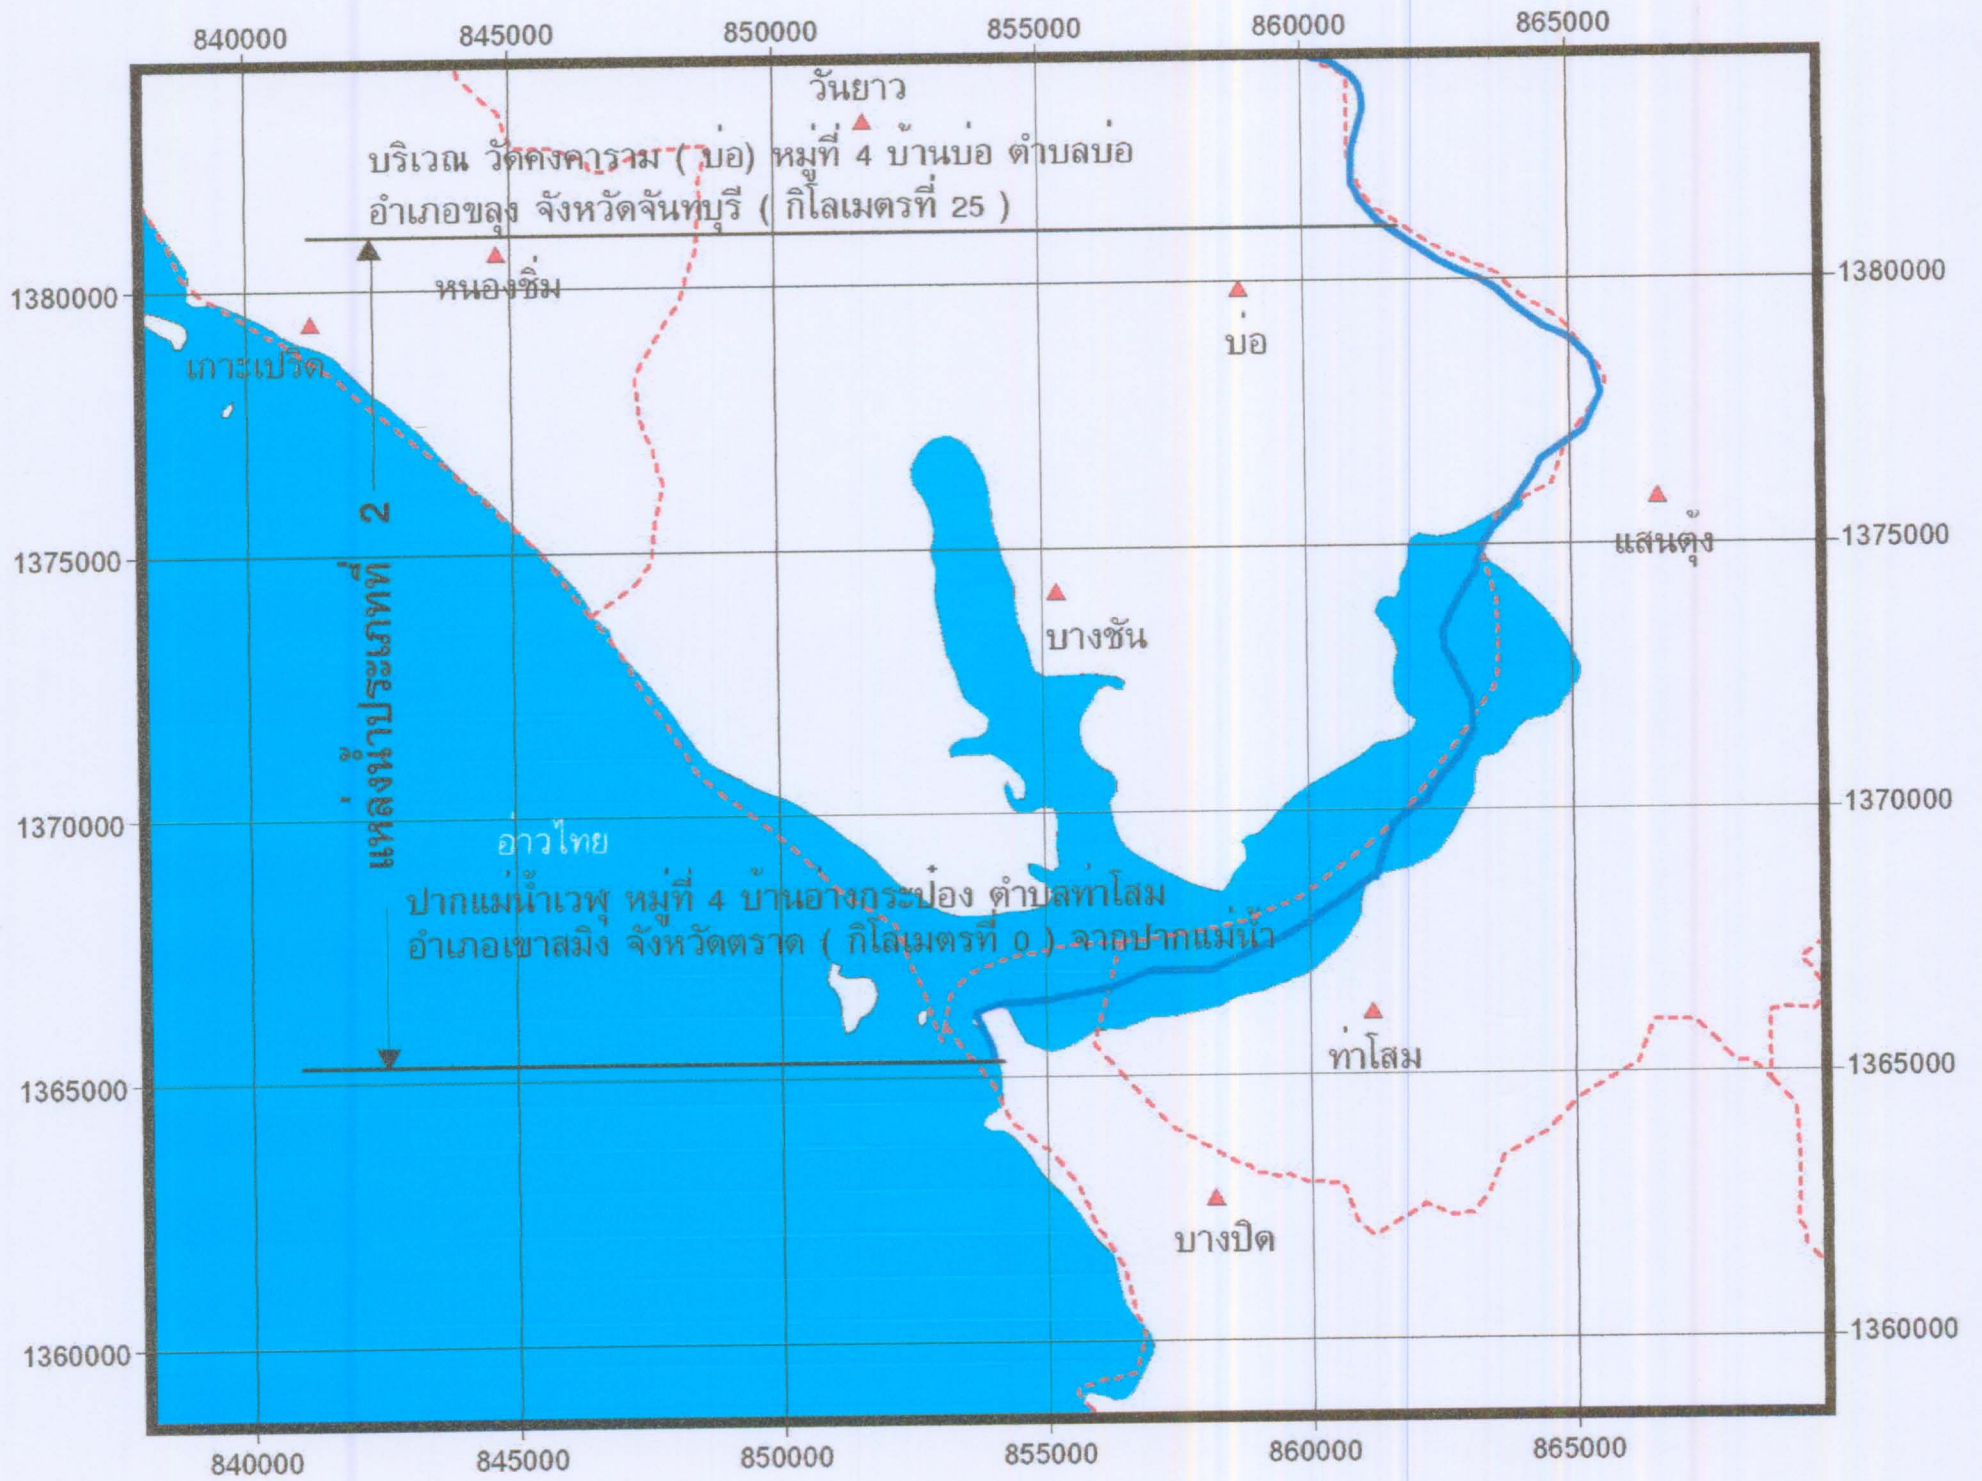 840000 845000 850000 855000 860000 865000
วันยาว
บริเวณ วัดคงคาราม ( บ่อ) หมู่ที่ 4 บ้านบ่อ ตำบลบ่อ
อำเภอขลุง จังหวัดจันทบุรี ( กิโลเมตรที่ 25 )
หนองชิ่ม
1380000
1380000
เกาะเปริด
บ่อ
แหล่งน้ำประเภทที่ 2
แสนตุ้ง
1375000
1375000
บางชัน
1370000
1370000
อ่าวไทย
ปากแม่น้ำเวฬุ หมู่ที่ 4 บ้านอ่างกระป๋อง ตำบลท่าโสม
อำเภอเขาสมิง จังหวัดตราด ( กิโลเมตรที่ 0 ) จากปากแม่น้ำ
ท่าโสม
1365000
1365000
บางปิด
1360000
1360000
840000 845000 850000 855000 860000 865000